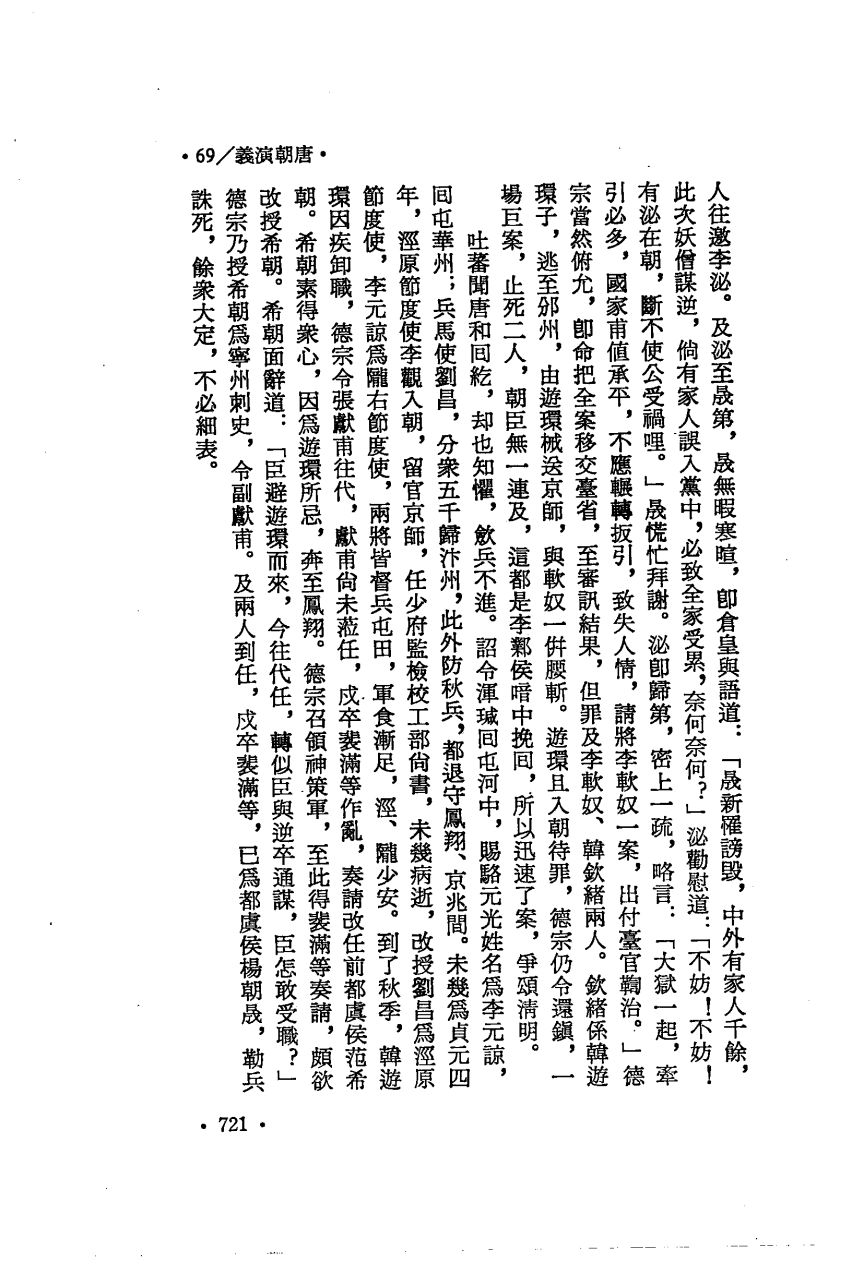 •69／義演朝唐•
人往邀李泌。及泌至晟第，晟無暇寒暄，卽倉皇與語道：「晟新罹謗毀，中外有家人千餘，
此次妖僧謀逆，倘有家人誤入黨中，必致全家受累，奈何奈何？」泌勸慰道：「不妨！不妨！
有泌在朝，斷不使公受禍哩。」晟慌忙拜謝。泌卽歸第，密上一疏，略言：「大獄一起，牽
引必多，國家甫值承平，不應輾轉扳引，致失人情，請將李軟奴一案，出付臺官鞫治。」德
宗當然俯允，卽命把全案移交臺省，至審訊結果，但罪及李軟奴、韓欽緒兩人。欽緒係韓遊
環子，逃至邠州，由遊環械送京師，與軟奴一倂腰斬。遊環且入朝待罪，德宗仍令還鎭，一
場巨案，止死二人，朝臣無一連及，這都是李鄴侯暗中挽囘，所以迅速了案，爭頌淸明。
吐蕃聞唐和囘紇，却也知懼，斂兵不進。詔令渾瑊囘屯河中，賜駱元光姓名爲李元諒，
囘屯華州；兵馬使劉昌，分衆五千歸汴州，此外防秋兵，都退守鳳翔、京兆間。未幾爲貞元四
年，涇原節度使李觀入朝，留官京師，任少府監檢校工部尙書，未幾病逝，改授劉昌爲涇原
節度使，李元諒爲隴右節度使，兩將皆督兵屯田，軍食漸足，涇、隴少安。到了秋季，韓遊
環因疾卸職，德宗令張獻甫往代，獻甫尙未蒞任，戍卒裴滿等作亂，奏請改任前都虞侯范希
朝。希朝素得衆心，因爲遊環所忌，奔至鳳翔。德宗召領神策軍，至此得裴滿等奏請，頗欲
改授希朝。希朝面辭道：「臣避遊環而來，今往代任，轉似臣與逆卒通謀，臣怎敢受職？」
德宗乃授希朝爲寧州刺史，令副獻甫。及兩人到任，戍卒裴滿等，已爲都虞侯楊朝晟，勒兵
誅死，餘衆大定，不必細表。
•721•